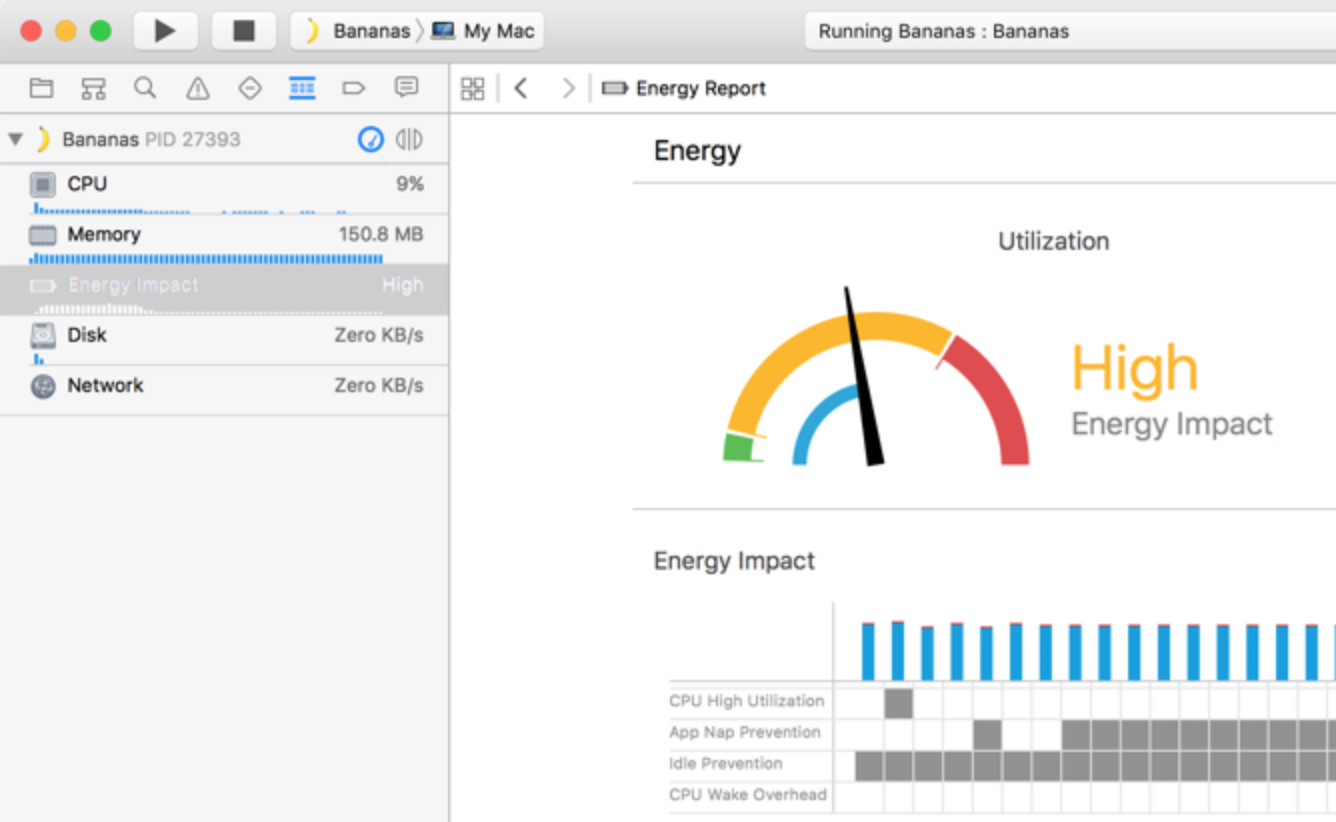 Bananas 〉 My Mac
Running Bananas : Bananas
Energy Report
Bananas PID 27393
CPU 9%
Memory 150.8 MB
Energy Impact High
Disk Zero KB/s
Network Zero KB/s
Energy
Utilization
High
Energy Impact
Energy Impact
CPU High Utilization
App Nap Prevention
Idle Prevention
CPU Wake Overhead